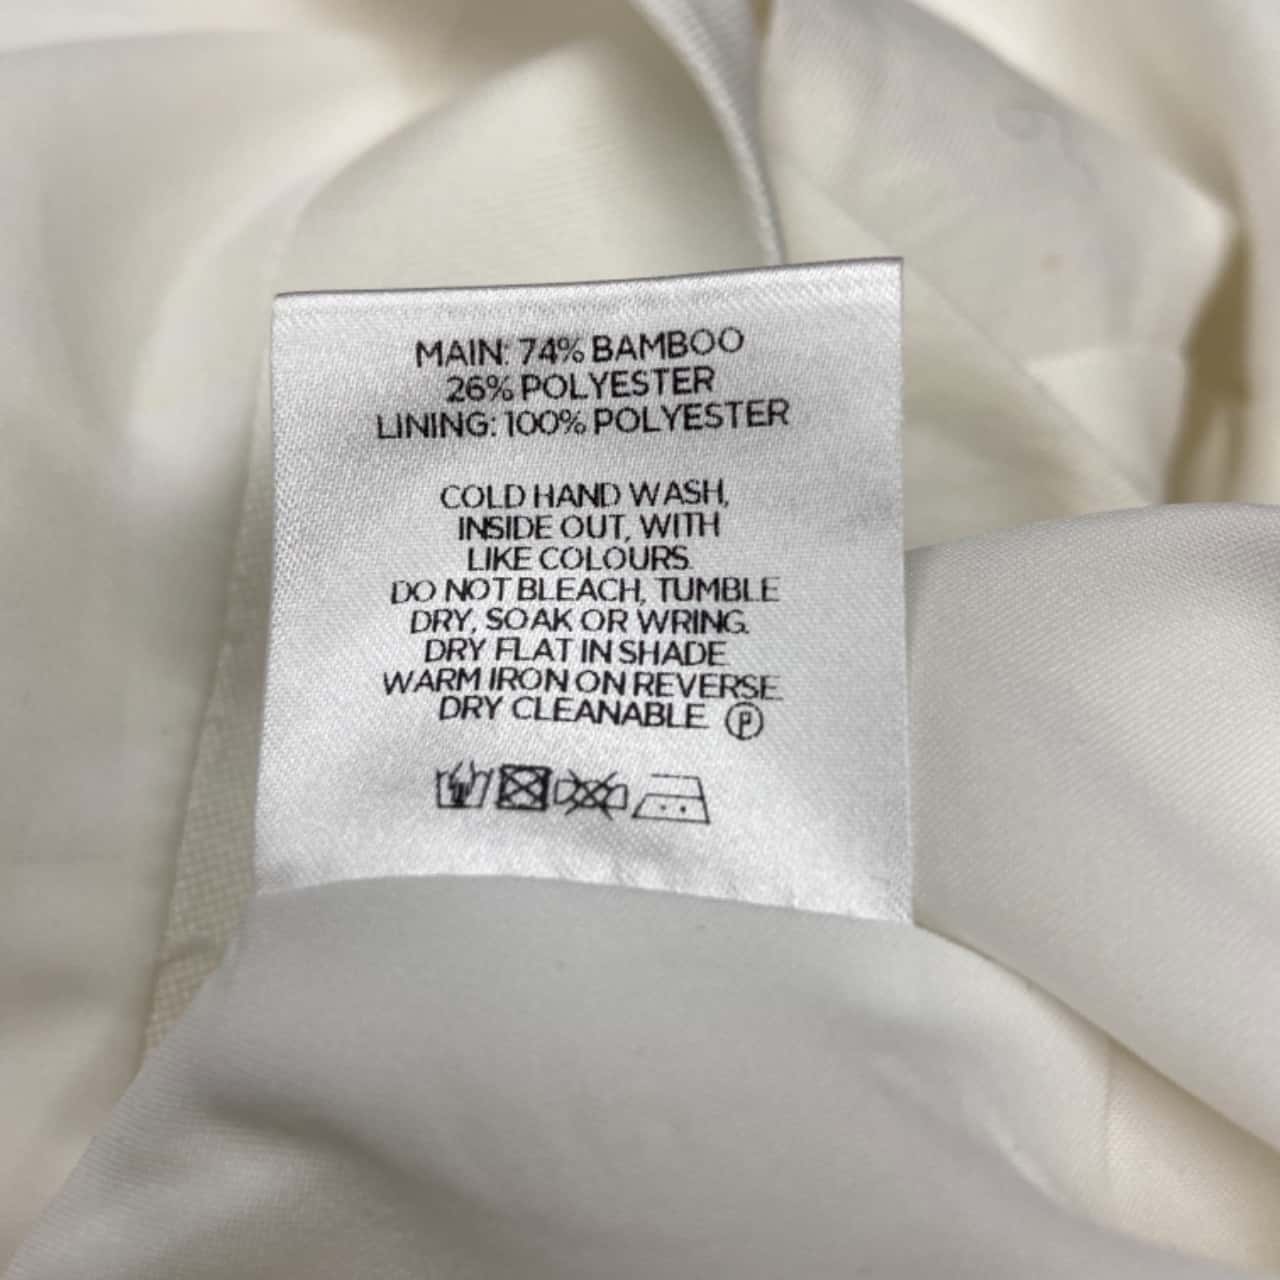 MAIN: 74% BAMBOO
26% POLYESTER
LINING: 100% POLYESTER
COLD HAND WASH,
INSIDE OUT, WITH
LIKE COLOURS.
DO NOT BLEACH, TUMBLE
DRY, SOAK OR WRING.
DRY FLAT IN SHADE
WARM IRON ON REVERSE
DRY CLEANABLE P